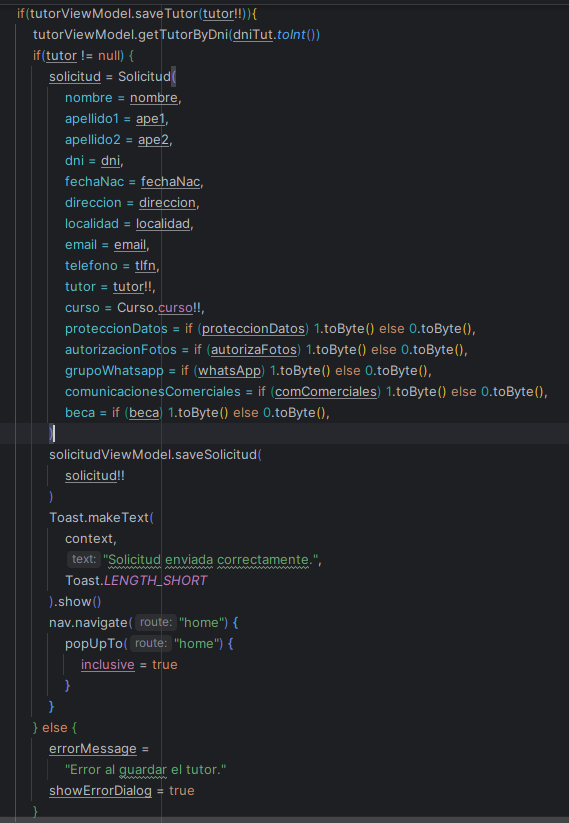 if(tutorViewModel.saveTutor(tutor!!)){
tutorViewModel.getTutorByDni(dniTut.toInt())
if(tutor != null) {
solicitud = Solicitud(
nombre = nombre,
apellido1 = ape1,
apellido2 = ape2,
dni = dni,
fechaNac = fechaNac,
direccion = direccion,
localidad = localidad,
email = email,
telefono = tlfn,
tutor = tutor!!,
curso = Curso.curso!!,
proteccionDatos = if (proteccionDatos) 1.toByte() else 0.toByte(),
autorizacionFotos = if (autorizaFotos) 1.toByte() else 0.toByte(),
grupoWhatsapp = if (whatsApp) 1.toByte() else 0.toByte(),
comunicacionesComerciales = if (comComerciales) 1.toByte() else 0.toByte(),
beca = if (beca) 1.toByte() else 0.toByte(),
)
solicitudViewModel.saveSolicitud(
solicitud!!
)
Toast.makeText(
context,
text: "Solicitud enviada correctamente.",
Toast.LENGTH_SHORT
).show()
nav.navigate( route: "home") {
popUpTo( route: "home") {
inclusive = true
}
}
} else {
errorMessage =
"Error al guardar el tutor."
showErrorDialog = true
}